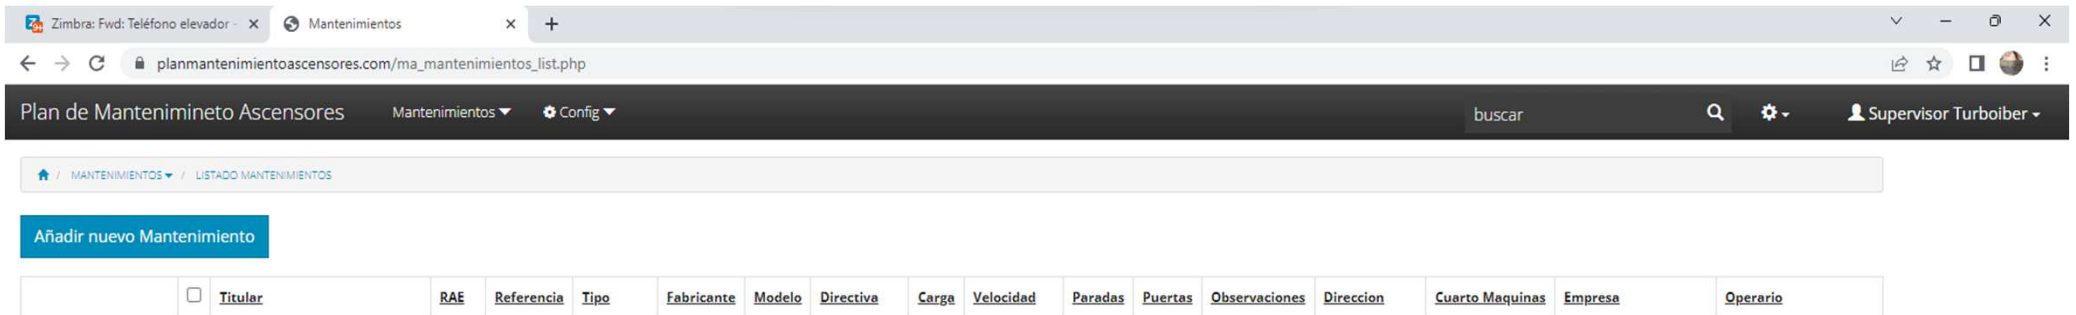 Zimbra: Fwd: Teléfono elevador - Mantenimientos
planmantenimientoascensores.com/ma_mantenimientos_list.php
Plan de Mantenimineto Ascensores Mantenimientos Config buscar Supervisor Turboiber
/ MANTENIMIENTOS / LISTADO MANTENIMIENTOS
Añadir nuevo Mantenimiento
Titular RAE Referencia Tipo Fabricante Modelo Directiva Carga Velocidad Paradas Puertas Observaciones Direccion Cuarto Maquinas Empresa Operario